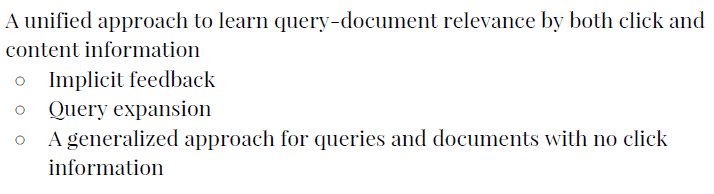 A unified approach to learn query-document relevance by both click and
content information
○ Implicit feedback
○ Query expansion
○ A generalized approach for queries and documents with no click
information